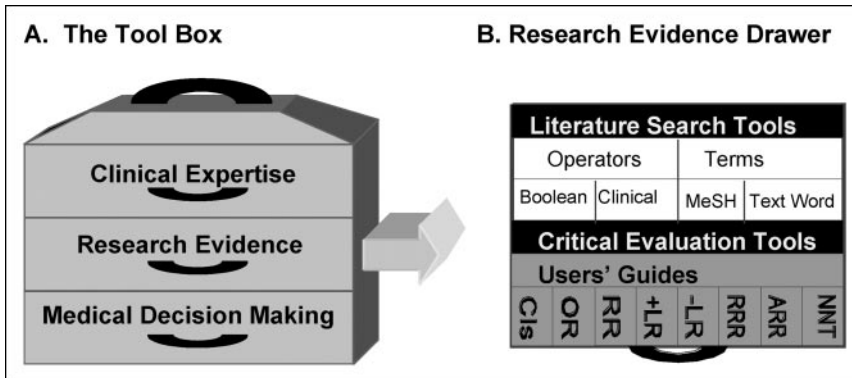 A. The Tool Box
Clinical Expertise
Research Evidence
Medical Decision Making
B. Research Evidence Drawer
Literature Search Tools
Operators Terms
Boolean Clinical MeSH Text Word
Critical Evaluation Tools
Users' Guides
CIs OR RR +LR -LR RRR ARR NNT